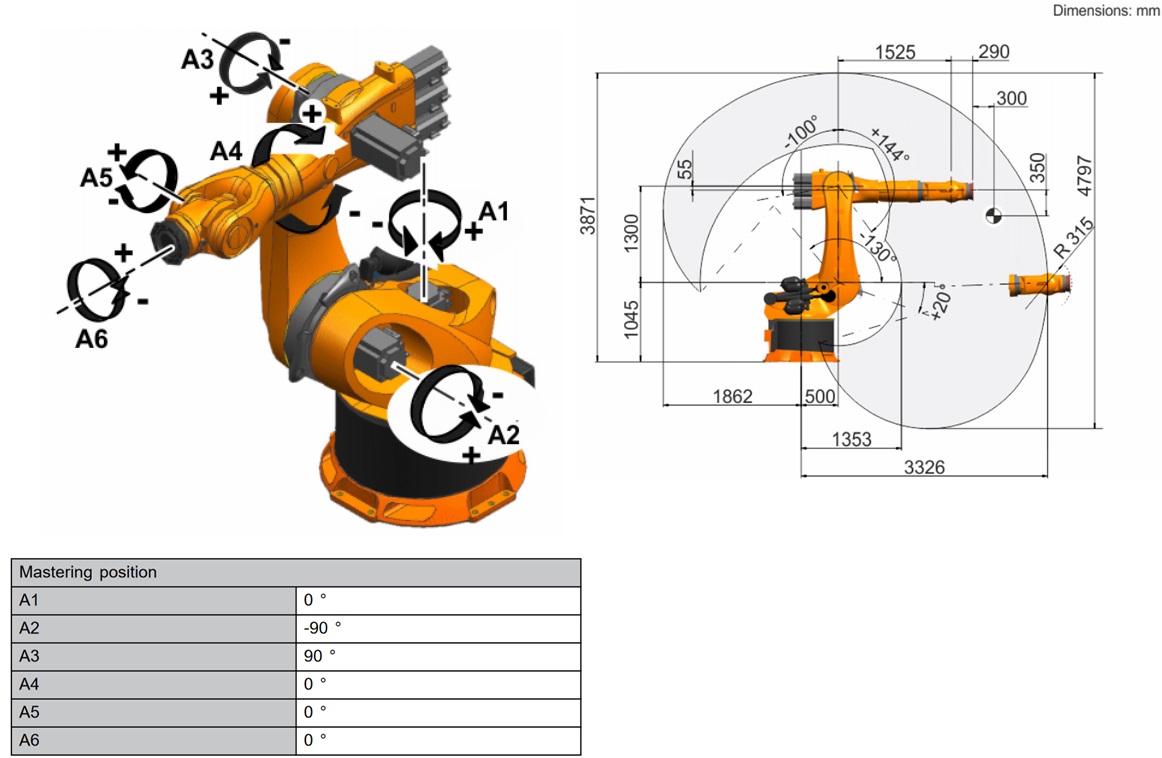 Dimensions: mm
A3
-
+
+
A4
-
+
A5
-
A1
-
+
+
-
A6
-
A2
+
1525
290
300
-100°
+144°
55
350
4797
3871
1300
-130°
R 315
+20°
1045
1862
500
1353
3326
Mastering position
A1 0 °
A2 -90 °
A3 90 °
A4 0 °
A5 0 °
A6 0 °